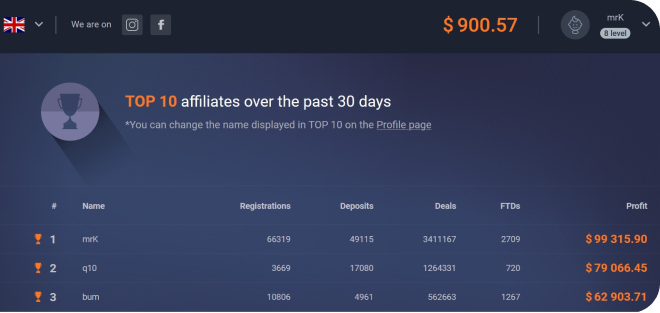 We are on
$ 900.57
mrK
8 level
TOP 10 affiliates over the past 30 days
*You can change the name displayed in TOP 10 on the Profile page
# Name Registrations Deposits Deals FTDs Profit
1 mrK 66319 49115 3411167 2709 $ 99 315.90
2 q10 3669 17080 1264331 720 $ 79 066.45
3 bum 10806 4961 562663 1267 $ 62 903.71